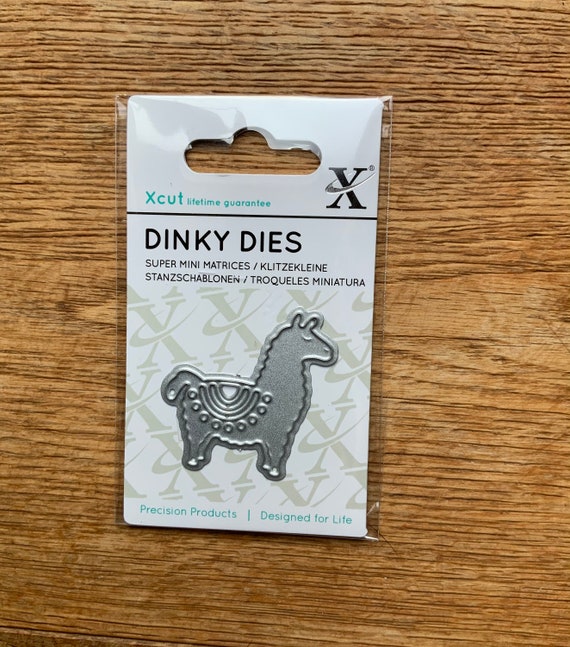 X®
Xcut lifetime guarantee
DINKY DIES
SUPER MINI MATRICES / KLITZEKLEINE
STANZSCHABLONEN / TROQUELES MINIATURA
Precision Products | Designed for Life